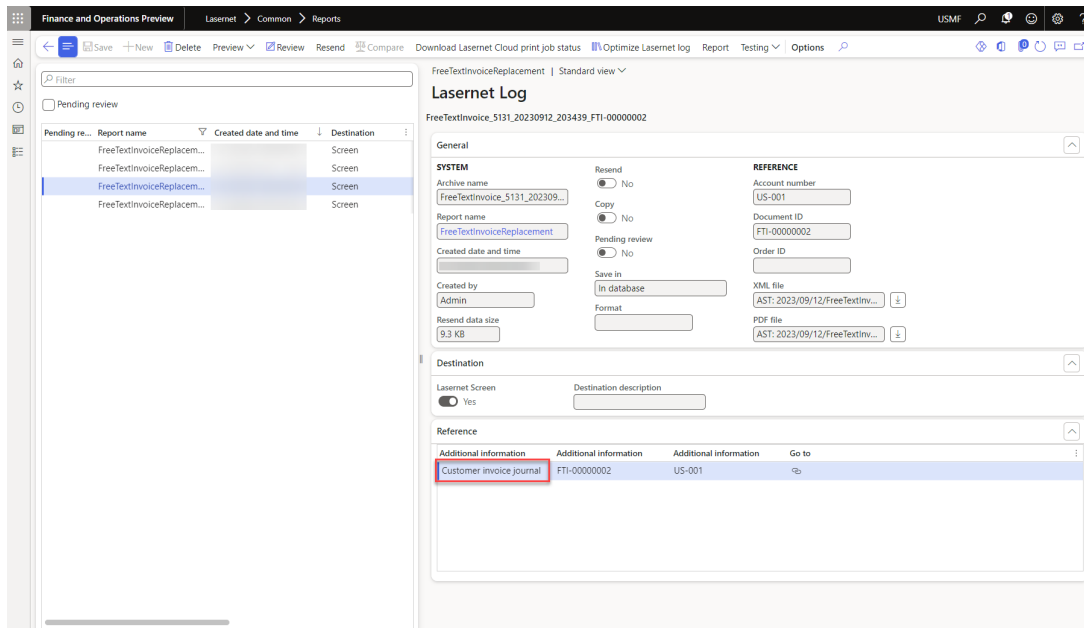 Finance and Operations Preview Lasernet Common Reports USMF
Save New Delete Preview Review Resend Compare Download Lasernet Cloud print job status Optimize Lasernet log Report Testing Options 0
Filter
Pending review
Pending re... Report name Created date and time Destination
FreeTextInvoiceReplacem... Screen
FreeTextInvoiceReplacem... Screen
FreeTextInvoiceReplacem... Screen
FreeTextInvoiceReplacem... Screen
FreeTextInvoiceReplacement | Standard view
Lasernet Log
FreeTextInvoice_5131_20230912_203439_FTI-00000002
General
SYSTEM
Archive name
FreeTextInvoice_5131_202309...
Report name
FreeTextInvoiceReplacement
Created date and time
Created by
Admin
Resend data size
9.3 KB
Resend
No
Copy
No
Pending review
No
Save in
In database
Format
REFERENCE
Account number
US-001
Document ID
FTI-00000002
Order ID
XML file
AST: 2023/09/12/FreeTextInv...
PDF file
AST: 2023/09/12/FreeTextInv...
Destination
Lasernet Screen
Yes
Destination description
Reference
Additional information Additional information Additional information Go to
Customer invoice journal FTI-00000002 US-001